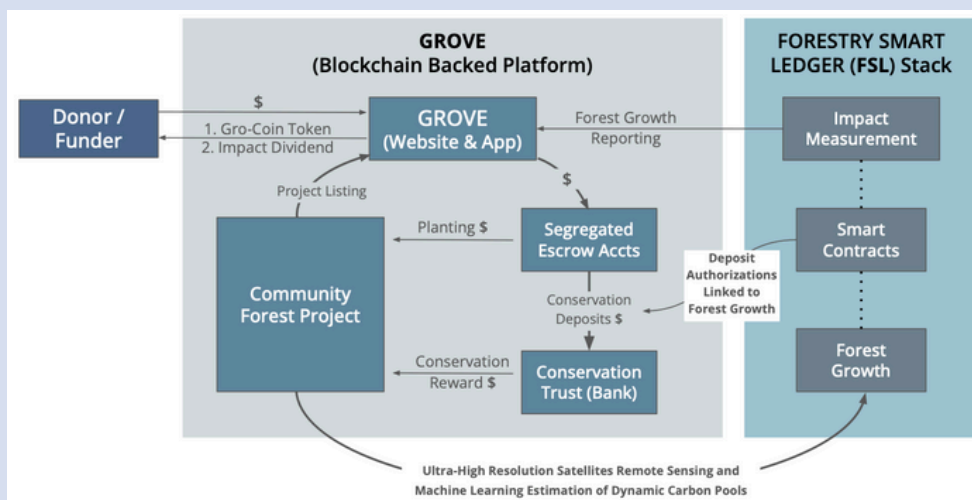 GROVE
(Blockchain Backed Platform)
FORESTRY SMART
LEDGER (FSL) Stack
Donor /
Funder
$
1. Gro-Coin Token
2. Impact Dividend
GROVE
(Website & App)
Forest Growth
Reporting
Impact
Measurement
Project Listing
$
Planting $
Segregated
Escrow Accts
Smart
Contracts
Deposit
Authorizations
Linked to
Forest Growth
Community
Forest Project
Conservation
Deposits $
Conservation
Reward $
Conservation
Trust (Bank)
Forest
Growth
Ultra-High Resolution Satellites Remote Sensing and
Machine Learning Estimation of Dynamic Carbon Pools